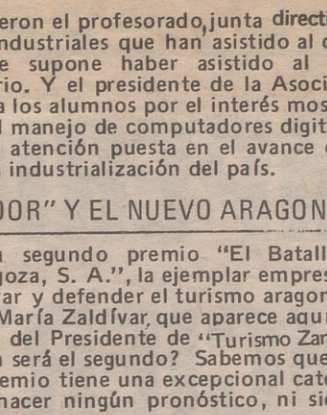 eron el profesorado, junta directi
ndustriales que han asistido al c
e supone haber asistido al
rio. Y el presidente de la Asoci
a los alumnos por el interés mos
l manejo de computadores digit
atención puesta en el avance
industrialización del país.
DOR” Y EL NUEVO ARAGON
segundo premio “El Batall
goza, S. A.”, la ejemplar empres
ar y defender el turismo aragon
María Zaldívar, que aparece aqu
del Presidente de “Turismo Zar
a será el segundo? Sabemos que
emio tiene una excepcional cat
hacer ningún pronóstico, ni si